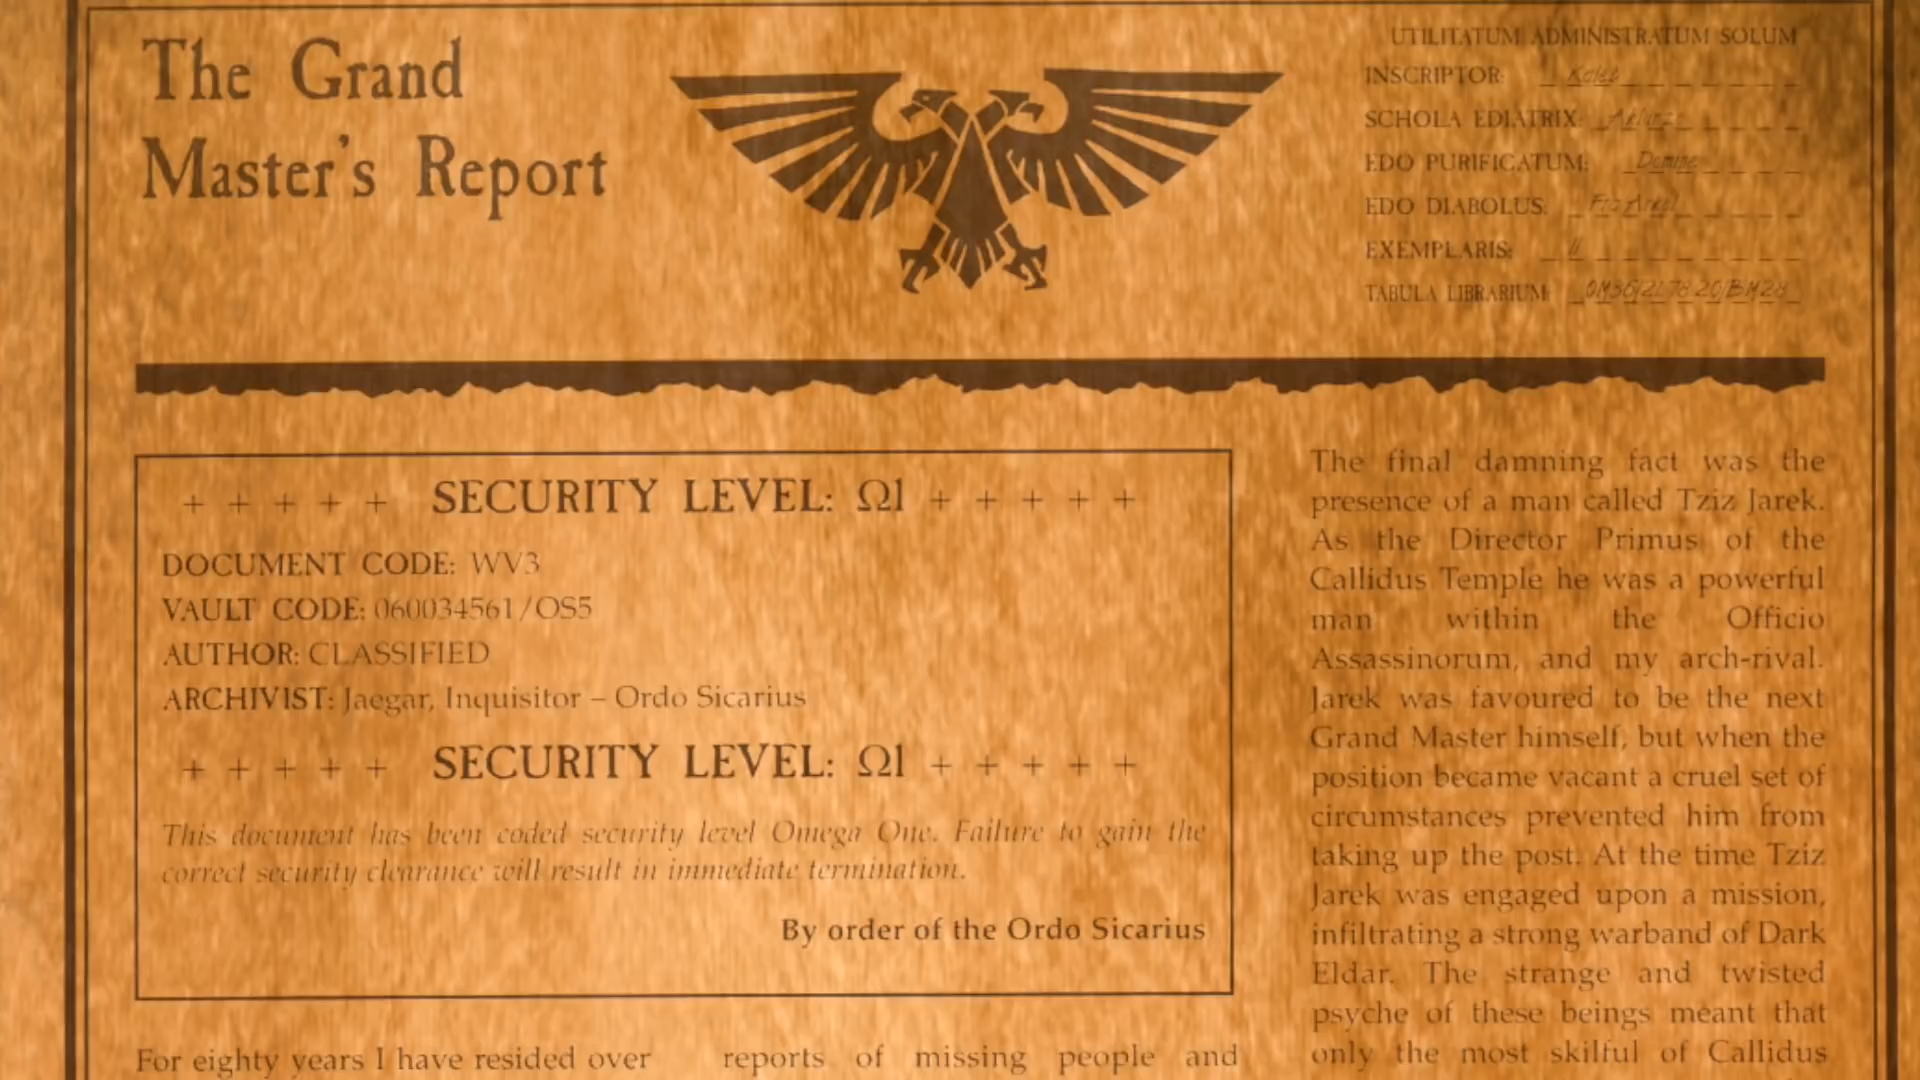 The Grand
Master's Report
UTILITATUM ADMINISTRATUM SOLUM
INSCRIPTOR:
SCHOLA EDIATRIX:
EDO PURIFICATUM:
EDO DIABOLUS:
EXEMPLARIS: II
TABULA LIBRARIUM:
+ + + + + SECURITY LEVEL: Ω1 + + + + +
DOCUMENT CODE: WV3
VAULT CODE: 060034561/OS5
AUTHOR: CLASSIFIED
ARCHIVIST: Jaegar, Inquisitor – Ordo Sicarius
+ + + + + SECURITY LEVEL: Ω1 + + + + +
This document has been coded security level Omega One. Failure to gain the
correct security clearance will result in immediate termination.
By order of the Ordo Sicarius
For eighty years I have resided over
reports of missing people and
The final damning fact was the
presence of a man called Tziz Jarek.
As the Director Primus of the
Callidus Temple he was a powerful
man within the Officio
Assassinorum, and my arch-rival.
Jarek was favoured to be the next
Grand Master himself, but when the
position became vacant a cruel set of
circumstances prevented him from
taking up the post. At the time Tziz
Jarek was engaged upon a mission,
infiltrating a strong warband of Dark
Eldar. The strange and twisted
psyche of these beings meant that
only the most skilful of Callidus